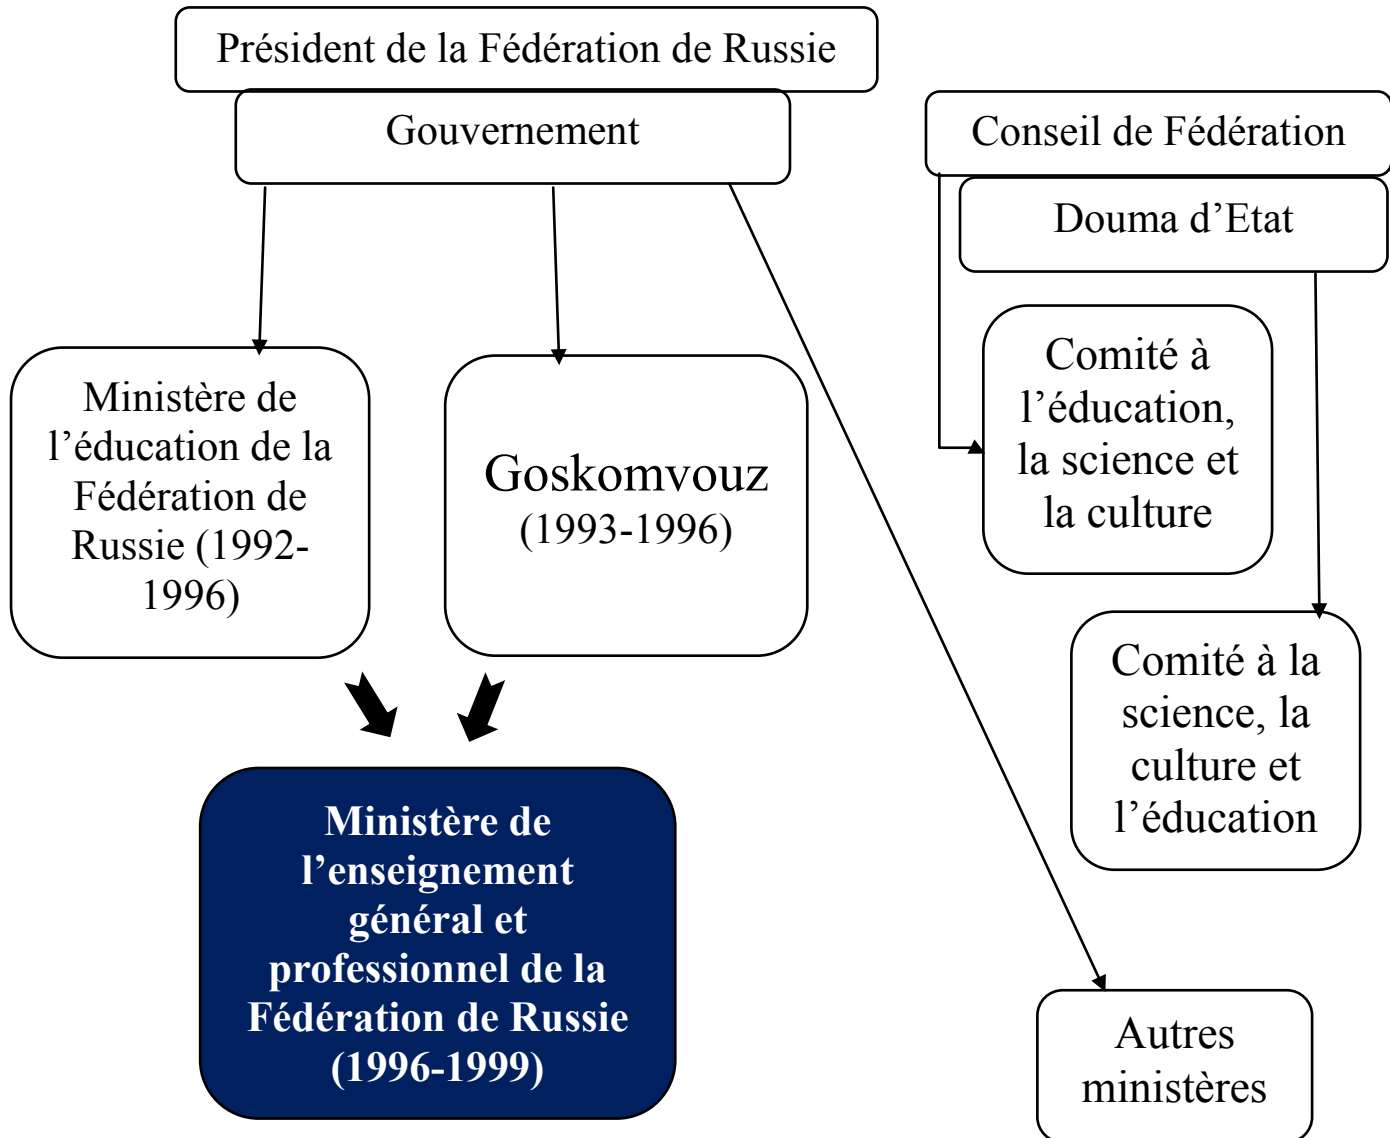 Président de la Fédération de Russie
Gouvernement
Conseil de Fédération
Douma d’Etat
Ministère de
l’éducation de la
Fédération de
Russie (1992-
1996)
Goskomvouz
(1993-1996)
Comité à
l’éducation,
la science et
la culture
Comité à la
science, la
culture et
l’éducation
Ministère de
l’enseignement
général et
professionnel de la
Fédération de Russie
(1996-1999)
Autres
ministères